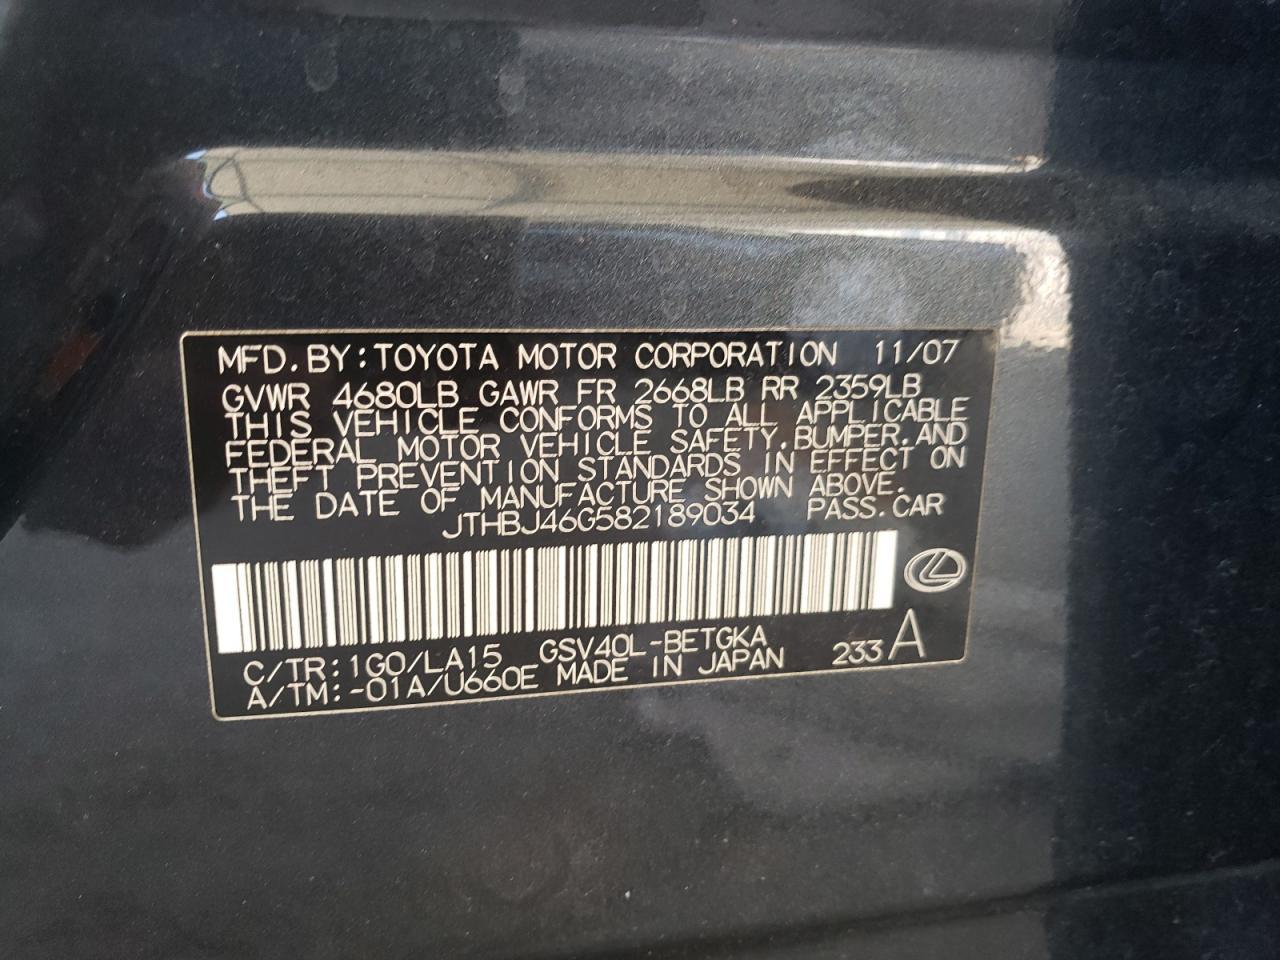 MFD. BY: TOYOTA MOTOR CORPORATION 11/07
GVWR 4680LB GAWR FR 2668LB RR 2359LB
THIS VEHICLE CONFORMS TO ALL APPLICABLE
FEDERAL MOTOR VEHICLE SAFETY, BUMPER, AND
THEFT PREVENTION STANDARDS IN EFFECT ON
THE DATE OF MANUFACTURE SHOWN ABOVE.
JTHBJ46G582189034 PASS. CAR
C/TR: 1G0/LA15 GSV40L-BETGKA
A/TM: -01A/U660E MADE IN JAPAN 233 A